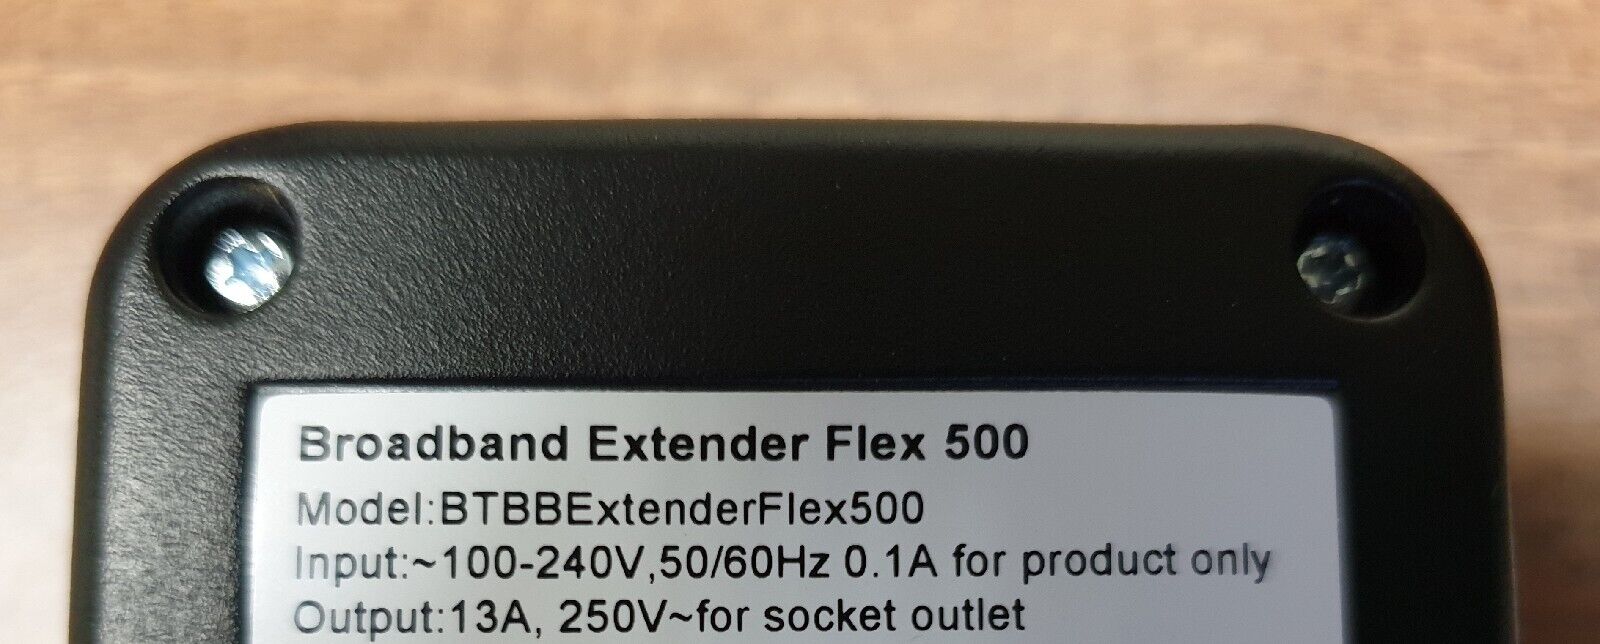 Broadband Extender Flex 500
Model:BTBBExtenderFlex500
Input:~100-240V,50/60Hz 0.1A for product only
Output:13A, 250V~for socket outlet